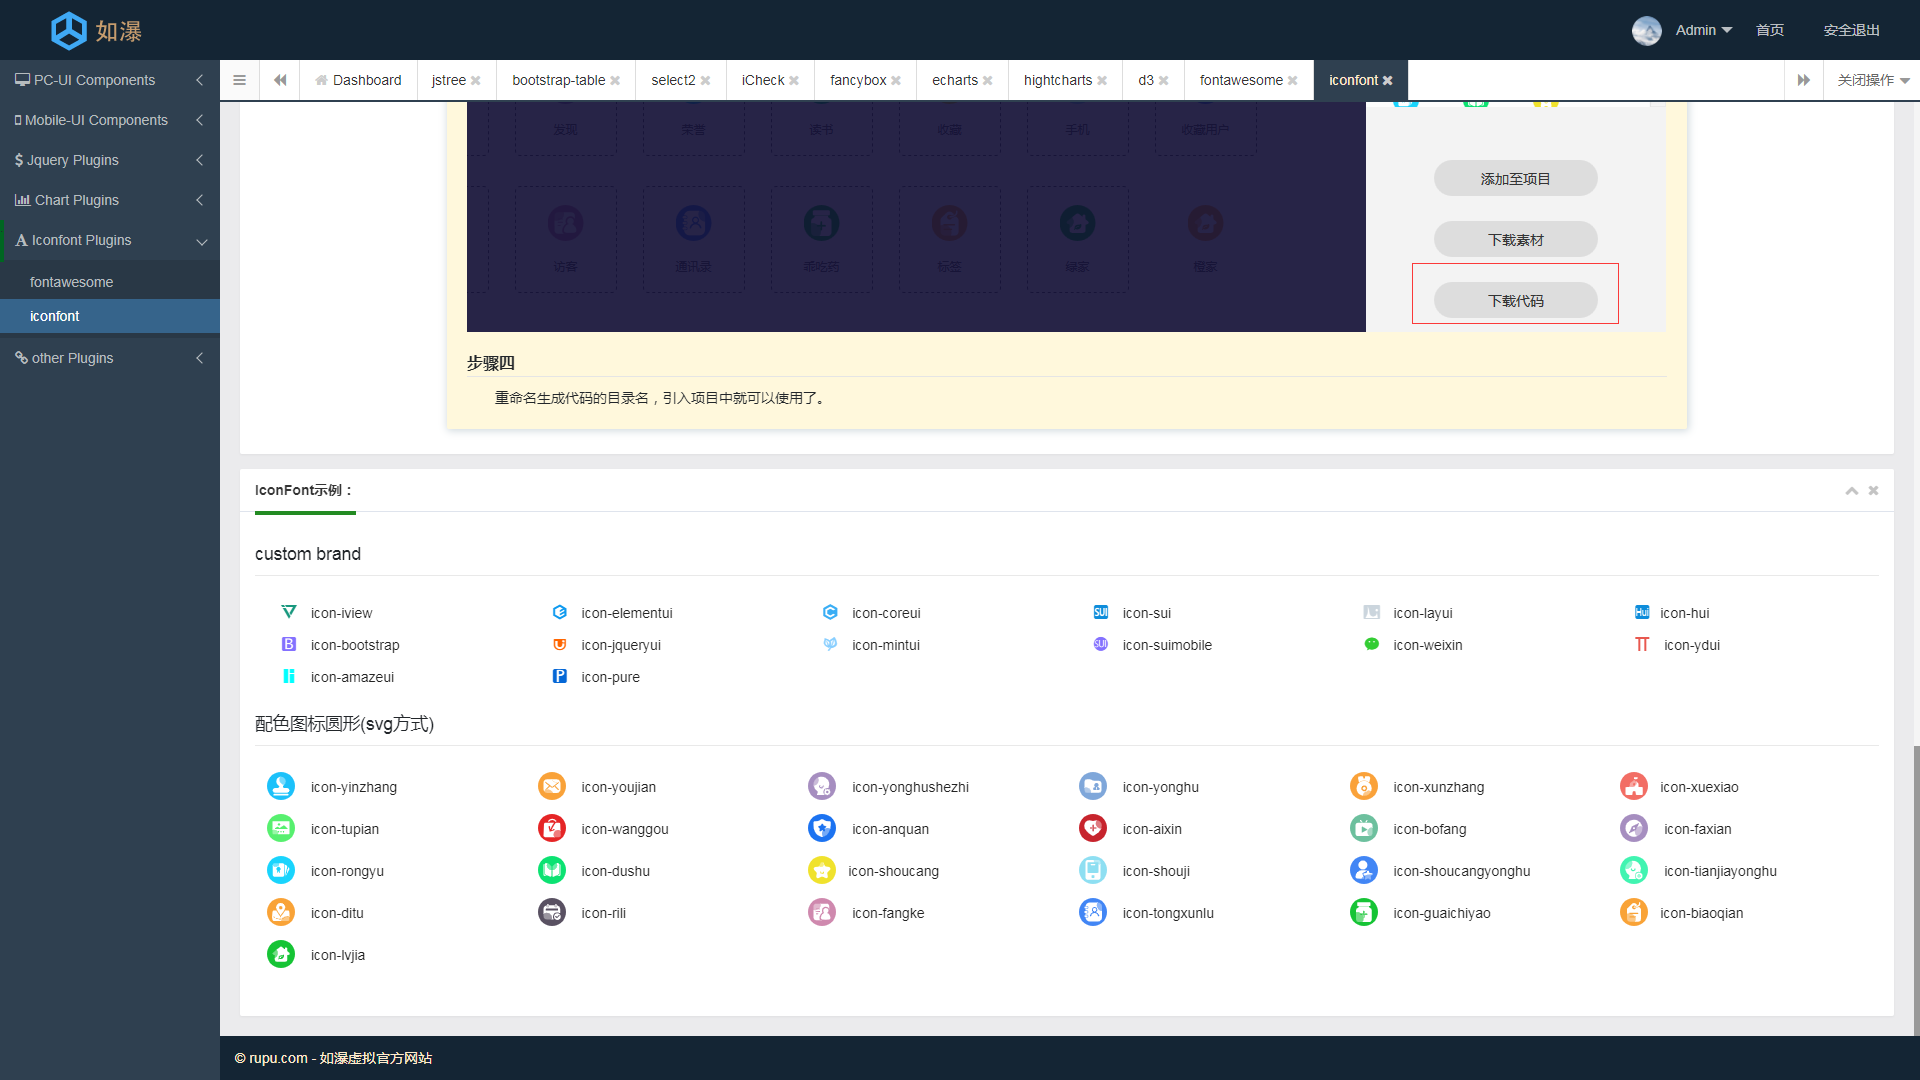 如瀑
Admin
首页
安全退出
PC-UI Components
Mobile-UI Components
$ Jquery Plugins
Chart Plugins
A Iconfont Plugins
fontawesome
iconfont
other Plugins
Dashboard
jstree
bootstrap-table
select2
iCheck
fancybox
echarts
hightcharts
d3
fontawesome
iconfont
关闭操作
发现
荣誉
读书
收藏
手机
收藏用户
访客
通讯录
乖吃药
标签
绿家
橙家
添加至项目
下载素材
下载代码
步骤四
重命名生成代码的目录名，引入项目中就可以使用了。
IconFont示例：
custom brand
icon-iview
icon-elementui
icon-coreui
SUI
icon-sui
icon-layui
Hui
icon-hui
B
icon-bootstrap
icon-jqueryui
icon-mintui
SUI
icon-suimobile
icon-weixin
icon-ydui
icon-amazeui
P
icon-pure
配色图标圆形(svg方式)
icon-yinzhang
icon-youjian
icon-yonghushezhi
icon-yonghu
icon-xunzhang
icon-xuexiao
icon-tupian
icon-wanggou
icon-anquan
icon-aixin
icon-bofang
icon-faxian
icon-rongyu
icon-dushu
icon-shoucang
icon-shouji
icon-shoucangyonghu
icon-tianjiayonghu
icon-ditu
icon-rili
icon-fangke
icon-tongxunlu
icon-guaichiyao
icon-biaoqian
icon-lvjia
© rupu.com - 如瀑虚拟官方网站